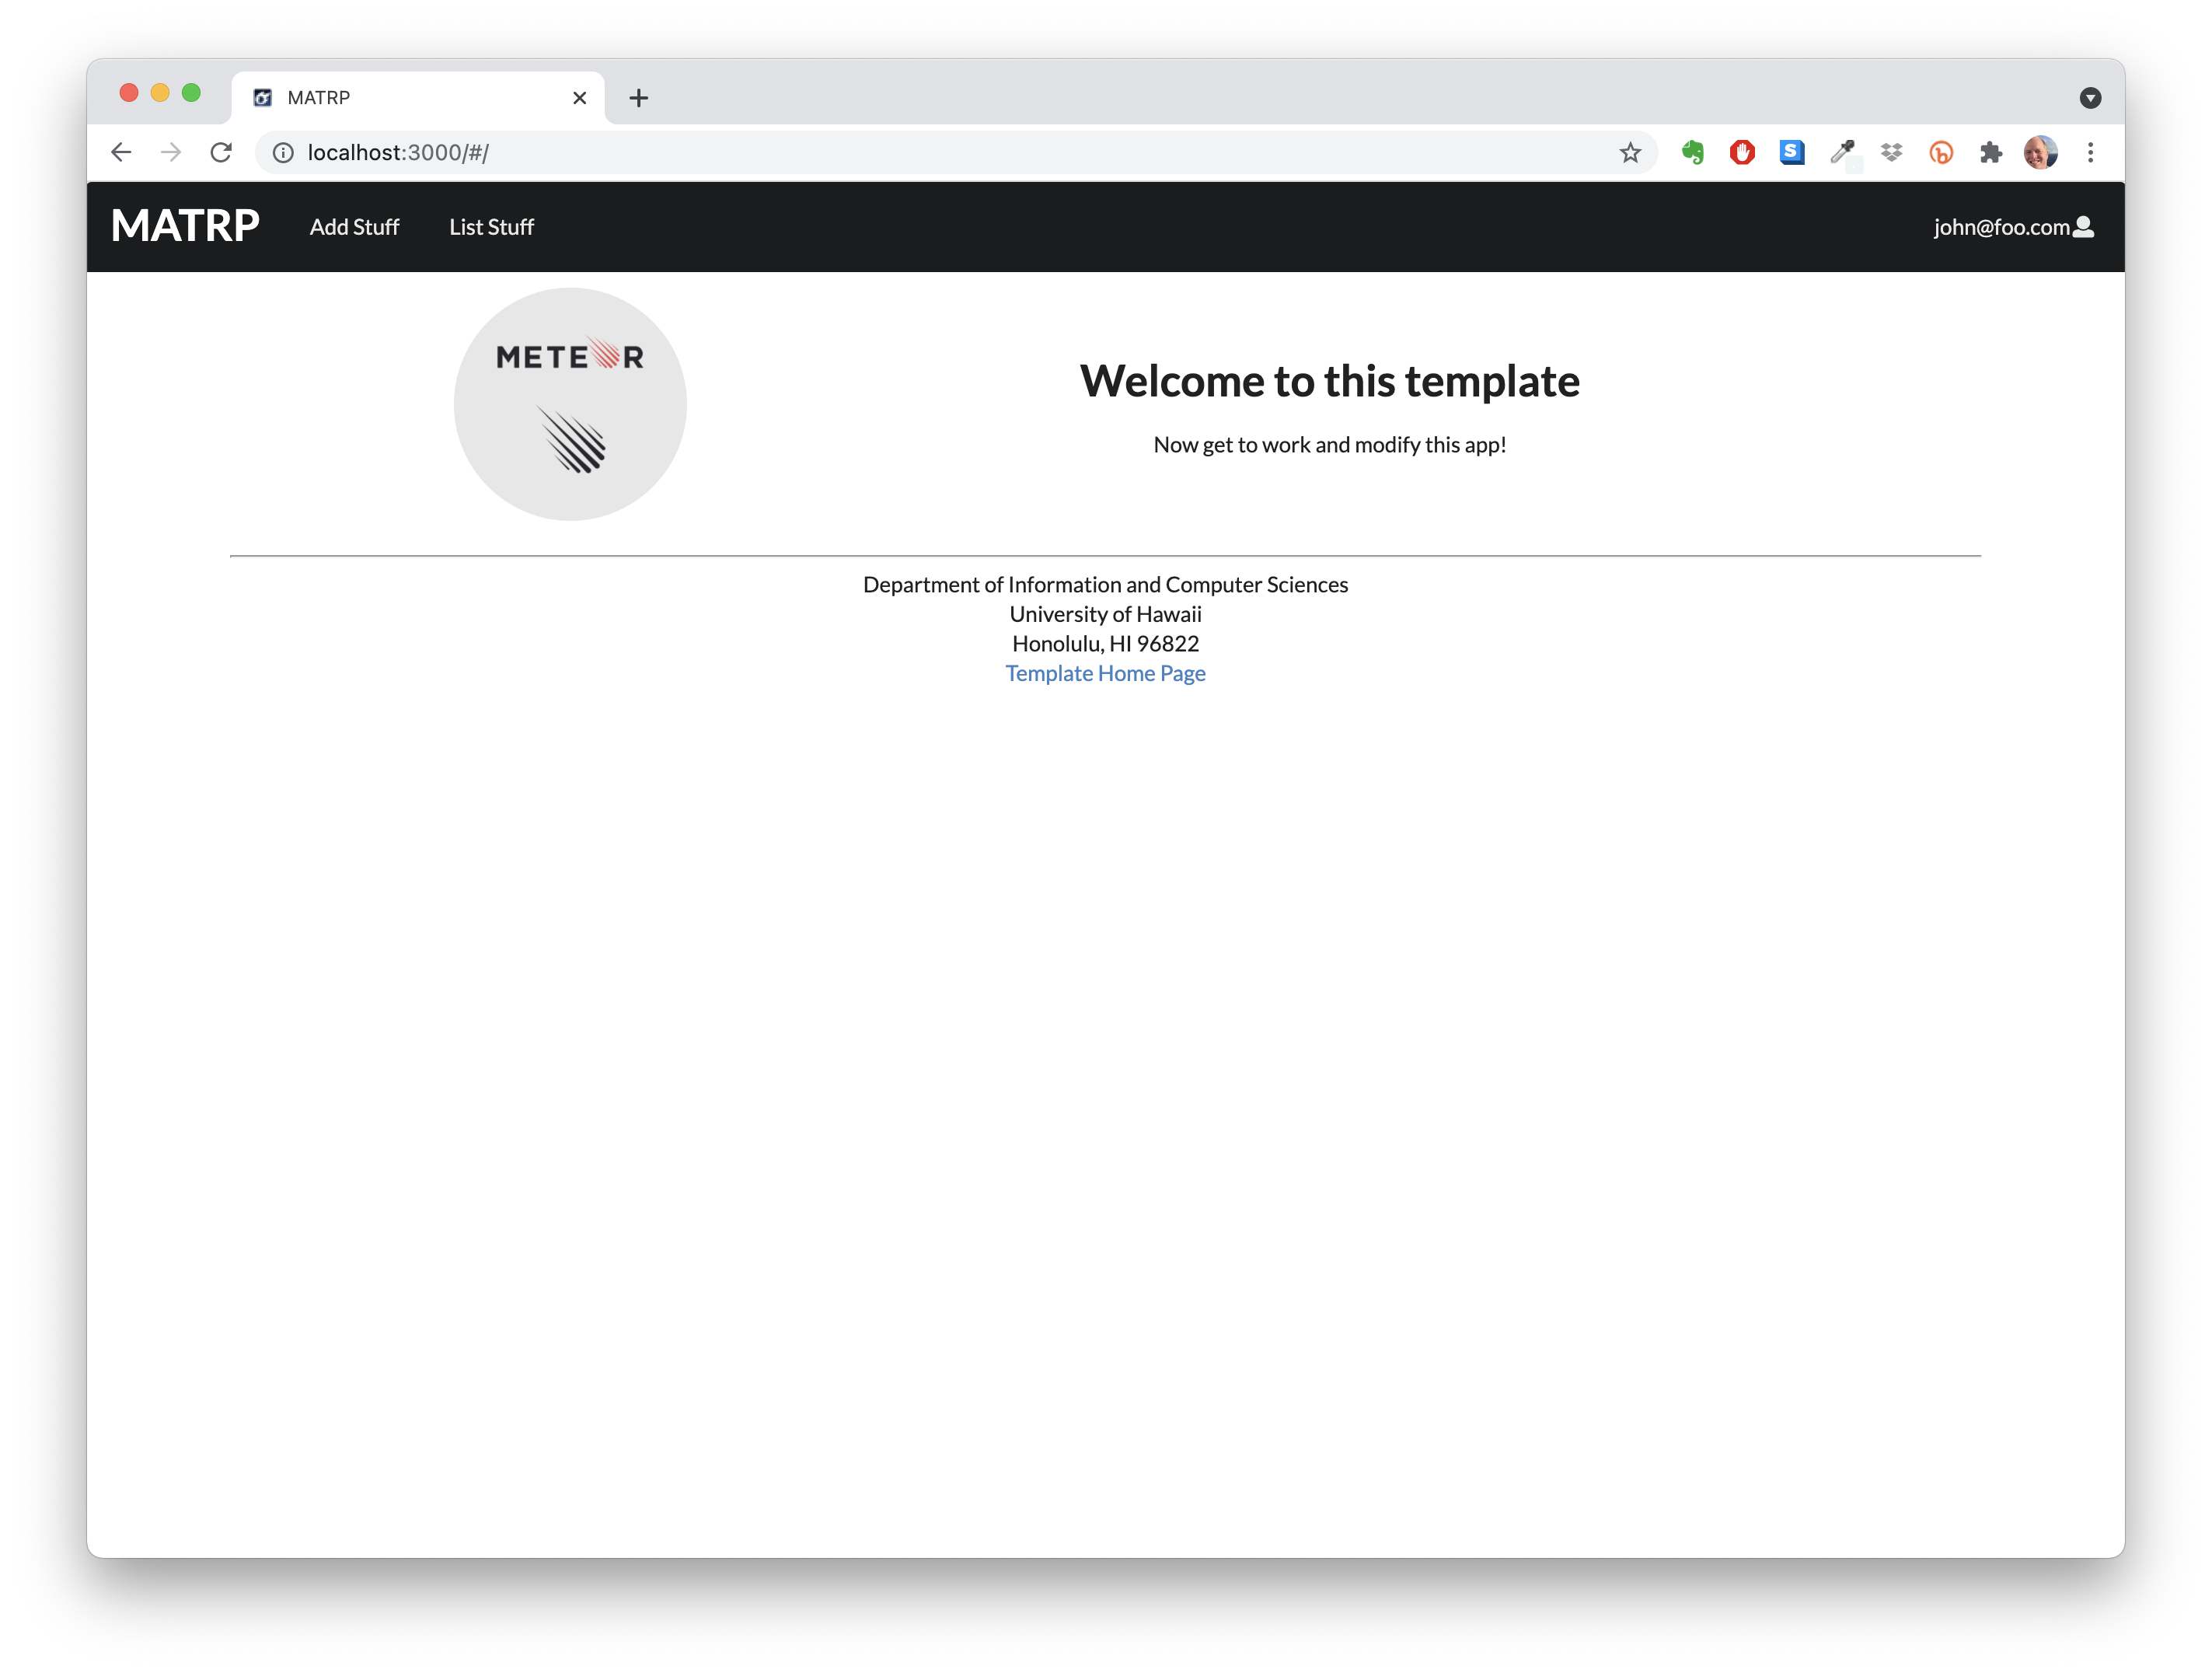 MATRP
localhost:3000/#/
MATRP Add Stuff List Stuff john@foo.com
METEOR
Welcome to this template
Now get to work and modify this app!
Department of Information and Computer Sciences
University of Hawaii
Honolulu, HI 96822
Template Home Page